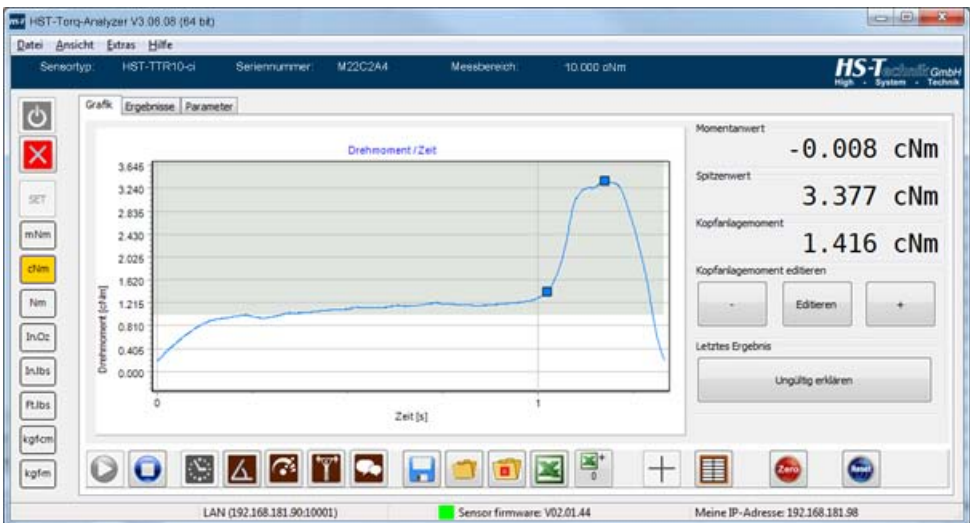 HST-Torq-Analyzer V3.06.08 (64 bit)
Datei Ansicht Extras Hilfe
Sensortyp: HST-TTR10-ci Seriennummer: M22C2A4 Messbereich: 10.000 cNm
HS-Technik GmbH
High - System - Technik
Grafik Ergebnisse Parameter
SET
mNm
cNm
Nm
In.Oz
In.lbs
Ft.lbs
kgfcm
kgfm
Drehmoment / Zeit
Drehmoment [cNm]
3.645
3.240
2.835
2.430
2.025
1.620
1.215
0.810
0.405
0.000
0 1
Zeit [s]
Momentanwert
-0.008 cNm
Spitzenwert
3.377 cNm
Kopfanlagemoment
1.416 cNm
Kopfanlagemoment editieren
- Editieren +
Letztes Ergebnis
Ungültig erklären
0
Zero
Reset
LAN (192.168.181.90:10001) Sensor firmware: V02.01.44 Meine IP-Adresse: 192.168.181.98